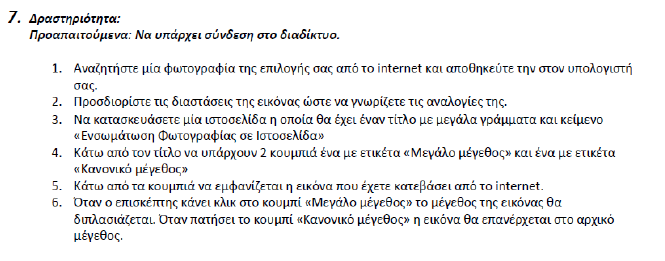 7. Δραστηριότητα:
Προαπαιτούμενα: Να υπάρχει σύνδεση στο διαδίκτυο.
1. Αναζητήστε μία φωτογραφία της επιλογής σας από το internet και αποθηκεύτε την στον υπολογιστή
σας.
2. Προσδιορίστε τις διαστάσεις της εικόνας ώστε να γνωρίζετε τις αναλογίες της.
3. Να κατασκευάσετε μία ιστοσελίδα η οποία θα έχει έναν τίτλο με μεγάλα γράμματα και κείμενο
«Ενσωμάτωση Φωτογραφίας σε Ιστοσελίδα»
4. Κάτω από τον τίτλο να υπάρχουν 2 κουμπιά ένα με ετικέτα «Μεγάλο μέγεθος» και ένα με ετικέτα
«Κανονικό μέγεθος»
5. Κάτω από τα κουμπιά να εμφανίζεται η εικόνα που έχετε κατεβάσει από το internet.
6. Όταν ο επισκέπτης κάνει κλικ στο κουμπί «Μεγάλο μέγεθος» το μέγεθος της εικόνας θα
διπλασιάζεται. Όταν πατήσει το κουμπί «Κανονικό μέγεθος» η εικόνα θα επανέρχεται στο αρχικό
μέγεθος.